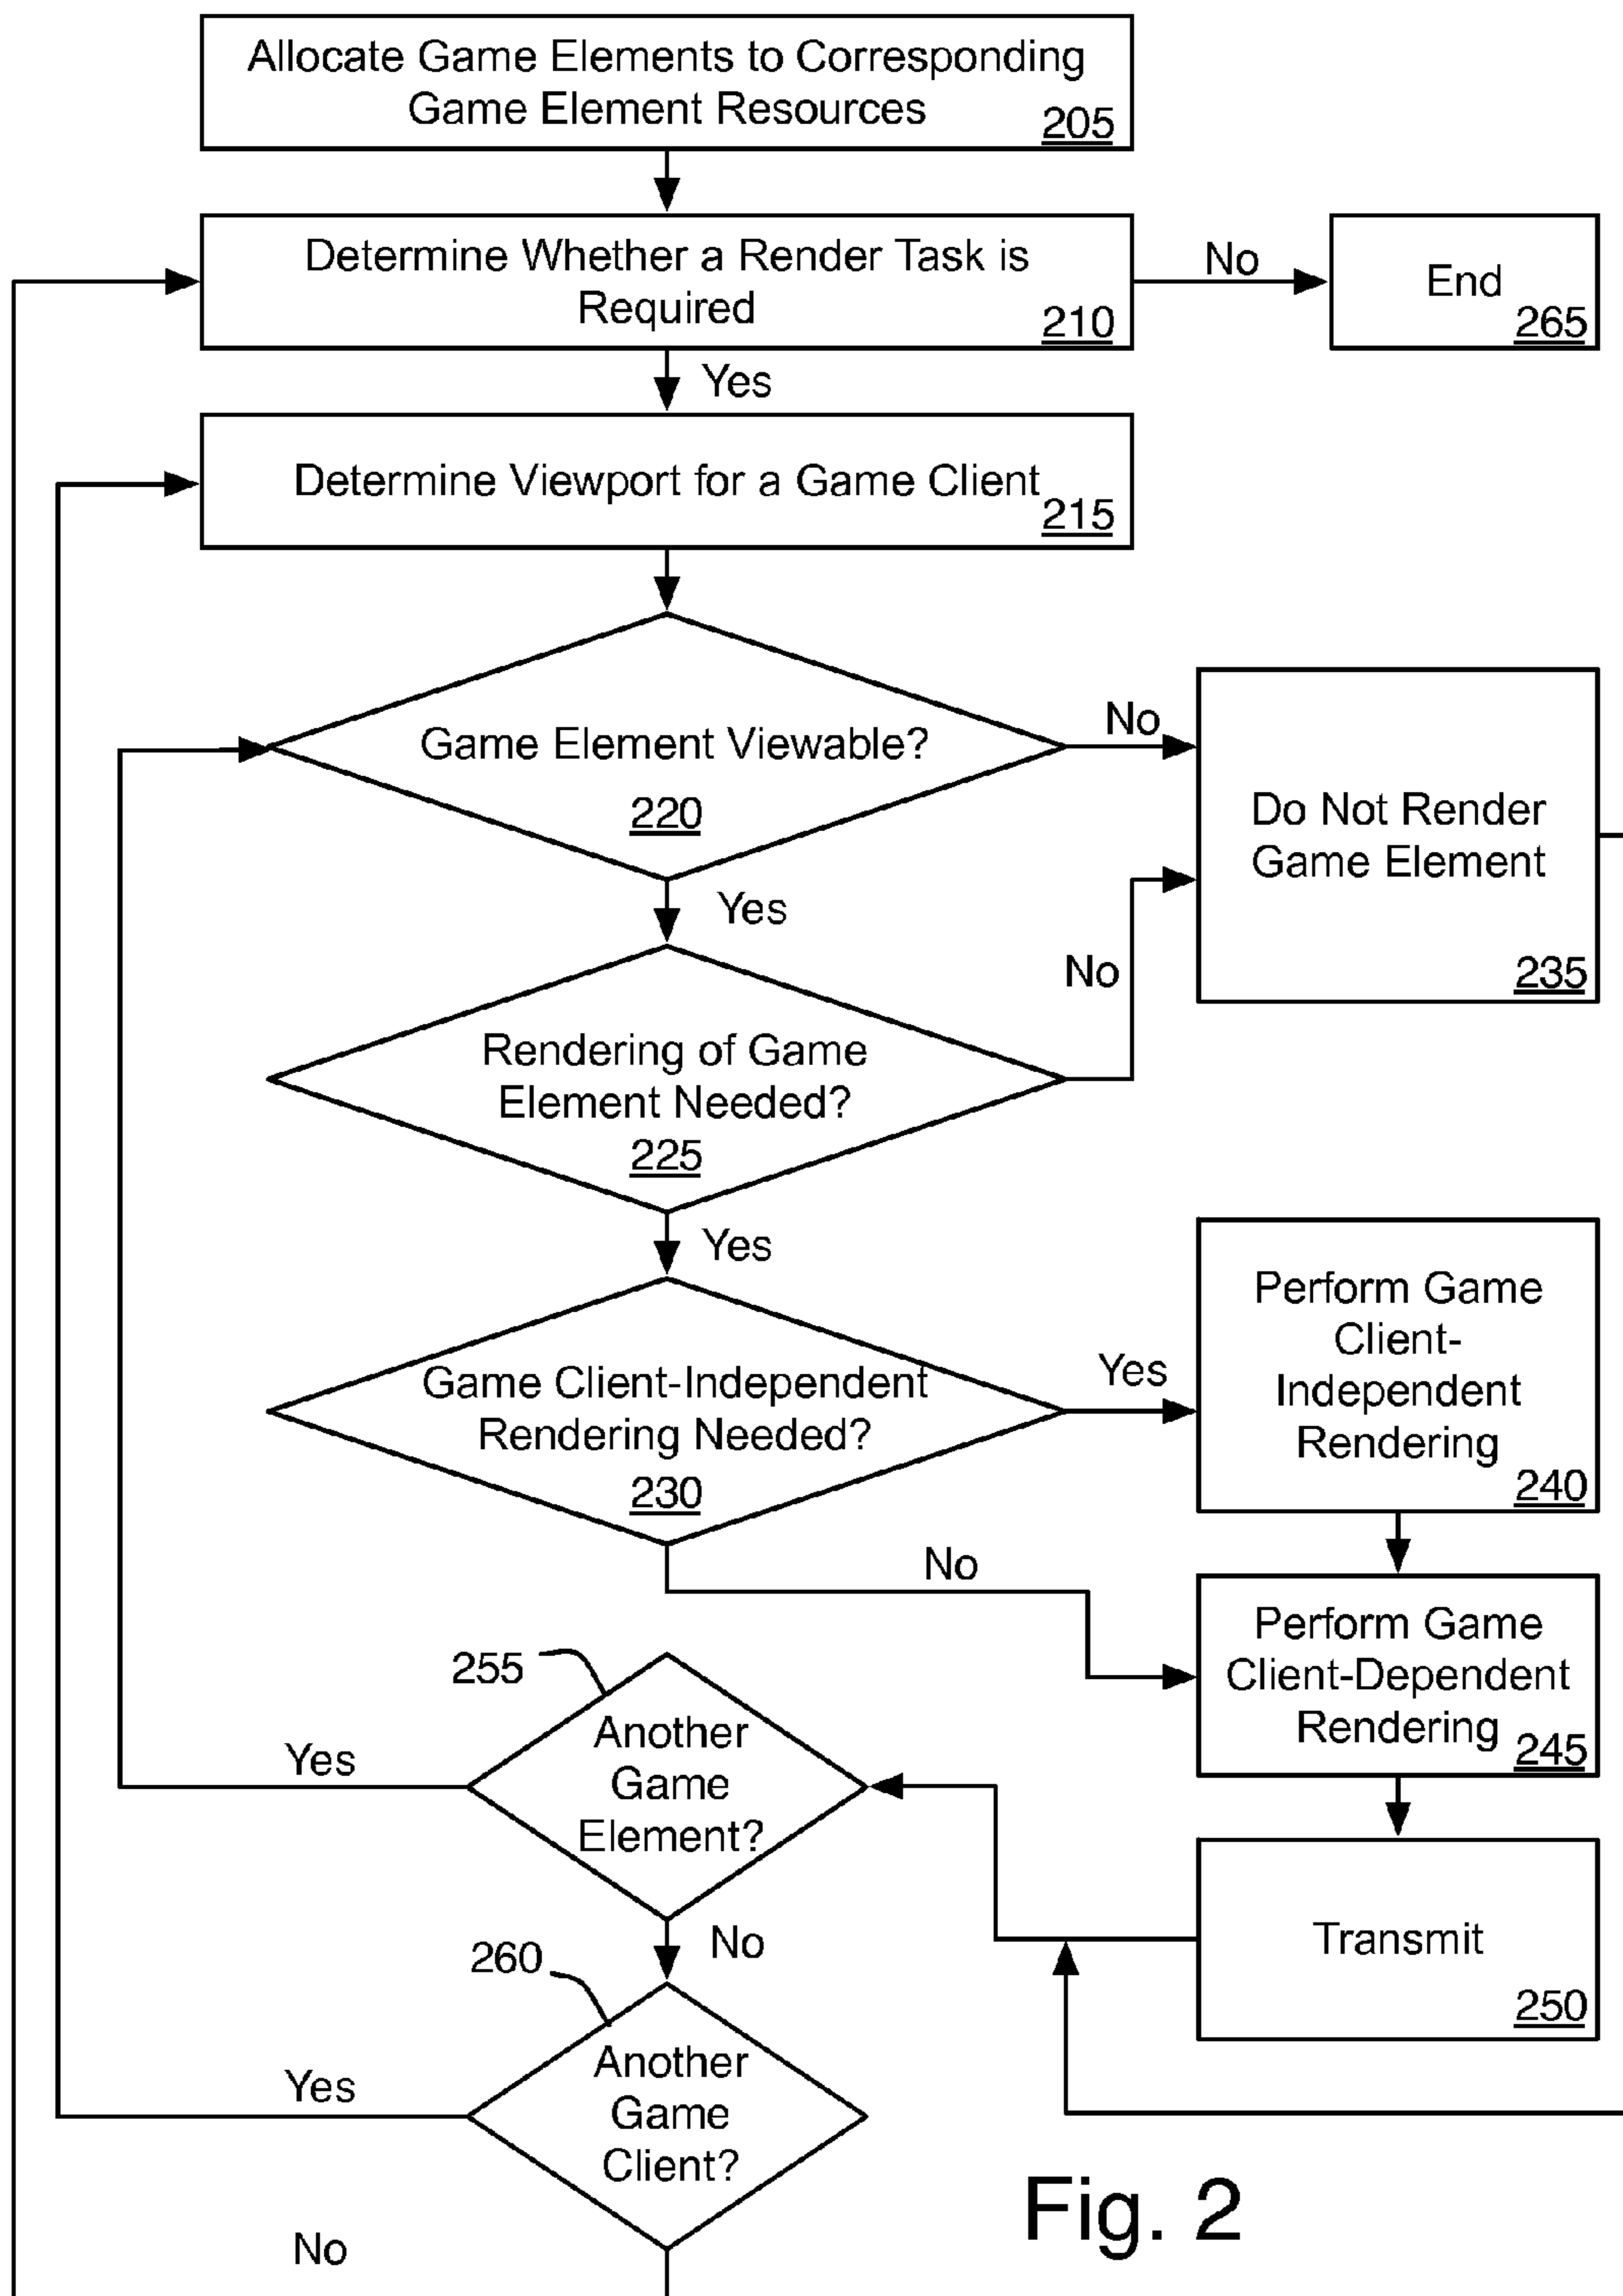 Allocate Game Elements to Corresponding
Game Element Resources
205
Determine Whether a Render Task is
Required
210
No
End
265
Yes
Determine Viewport for a Game Client
215
Game Element Viewable?
220
No
Do Not Render
Game Element
235
Yes
No
Rendering of Game
Element Needed?
225
Yes
Game Client-Independent
Rendering Needed?
230
Yes
Perform Game
Client-
Independent
Rendering
240
No
Perform Game
Client-Dependent
Rendering
245
255
Another
Game
Element?
Yes
No
Transmit
250
260
Another
Game
Client?
Yes
No
Fig. 2